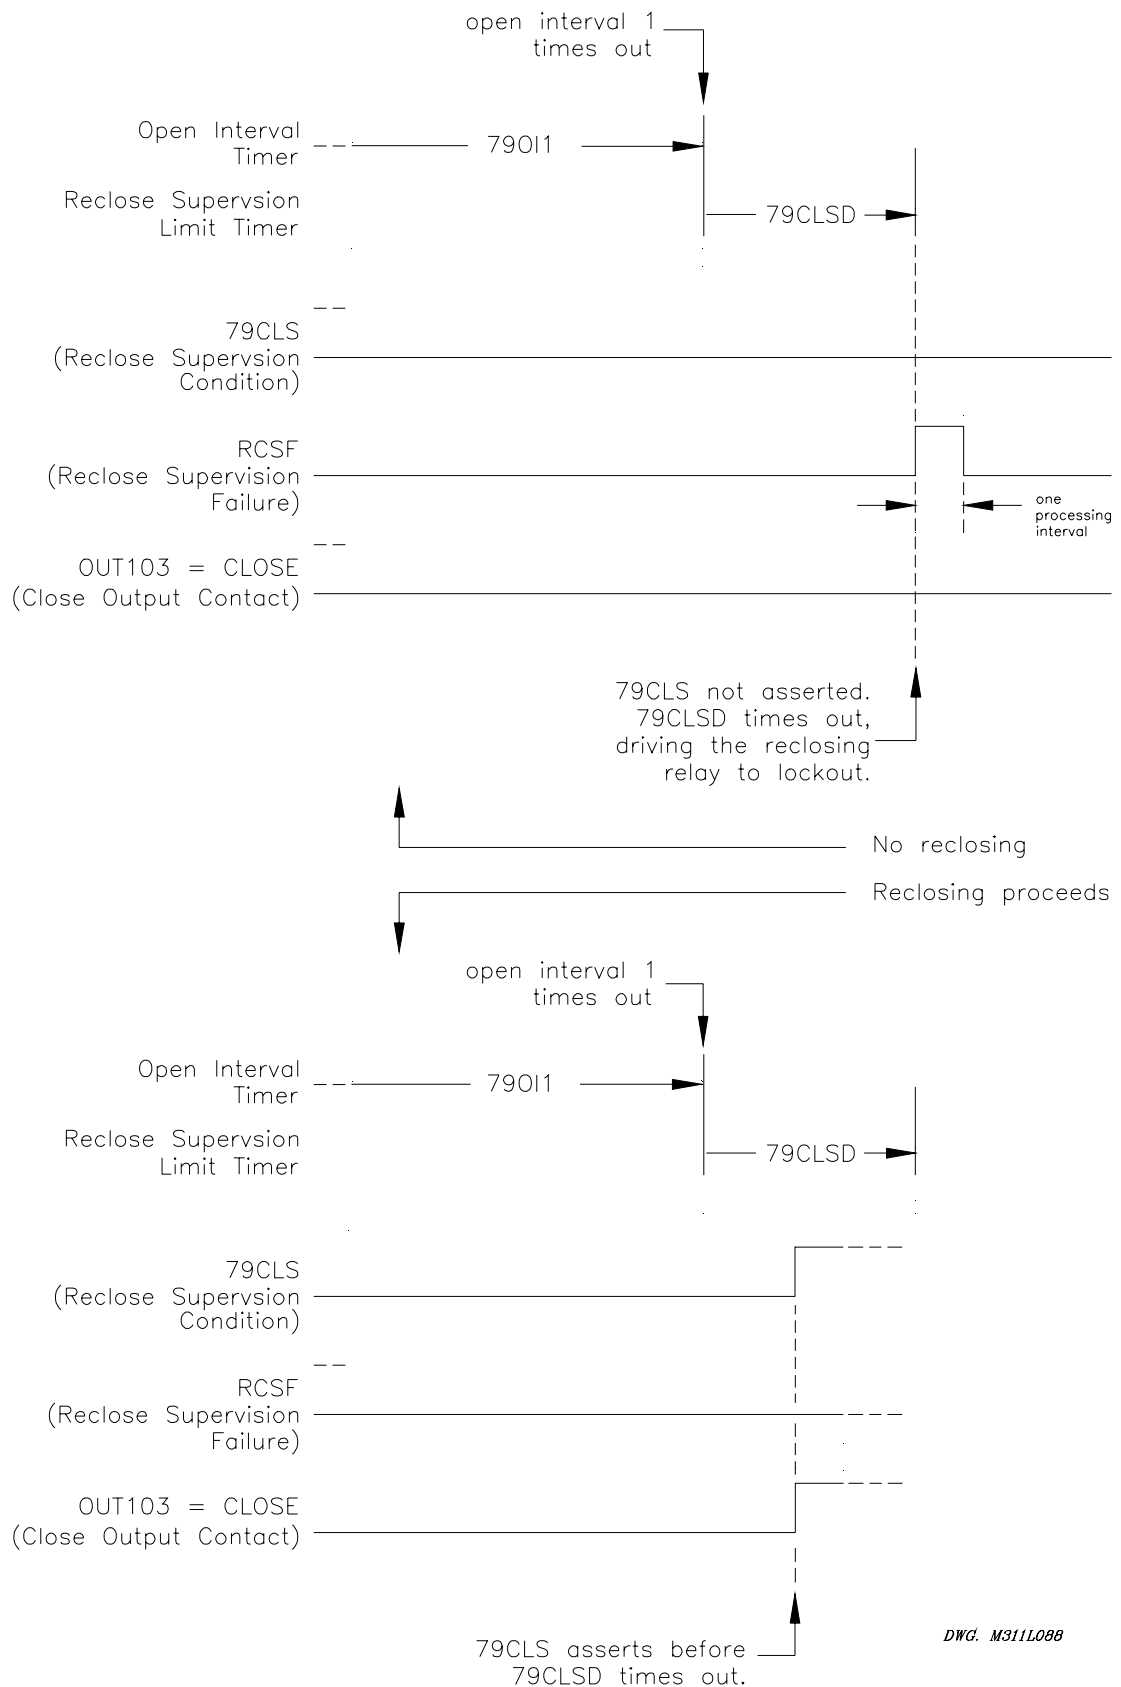 open interval 1
times out
Open Interval
Timer
79OI1
Reclose Supervsion
Limit Timer
79CLSD
79CLS
(Reclose Supervsion
Condition)
RCSF
(Reclose Supervision
Failure)
one
processing
interval
OUT103 = CLOSE
(Close Output Contact)
79CLS not asserted.
79CLSD times out,
driving the reclosing
relay to lockout.
No reclosing
Reclosing proceeds
open interval 1
times out
Open Interval
Timer
79OI1
Reclose Supervsion
Limit Timer
79CLSD
79CLS
(Reclose Supervsion
Condition)
RCSF
(Reclose Supervision
Failure)
OUT103 = CLOSE
(Close Output Contact)
79CLS asserts before
79CLSD times out.
DWG. M311L088